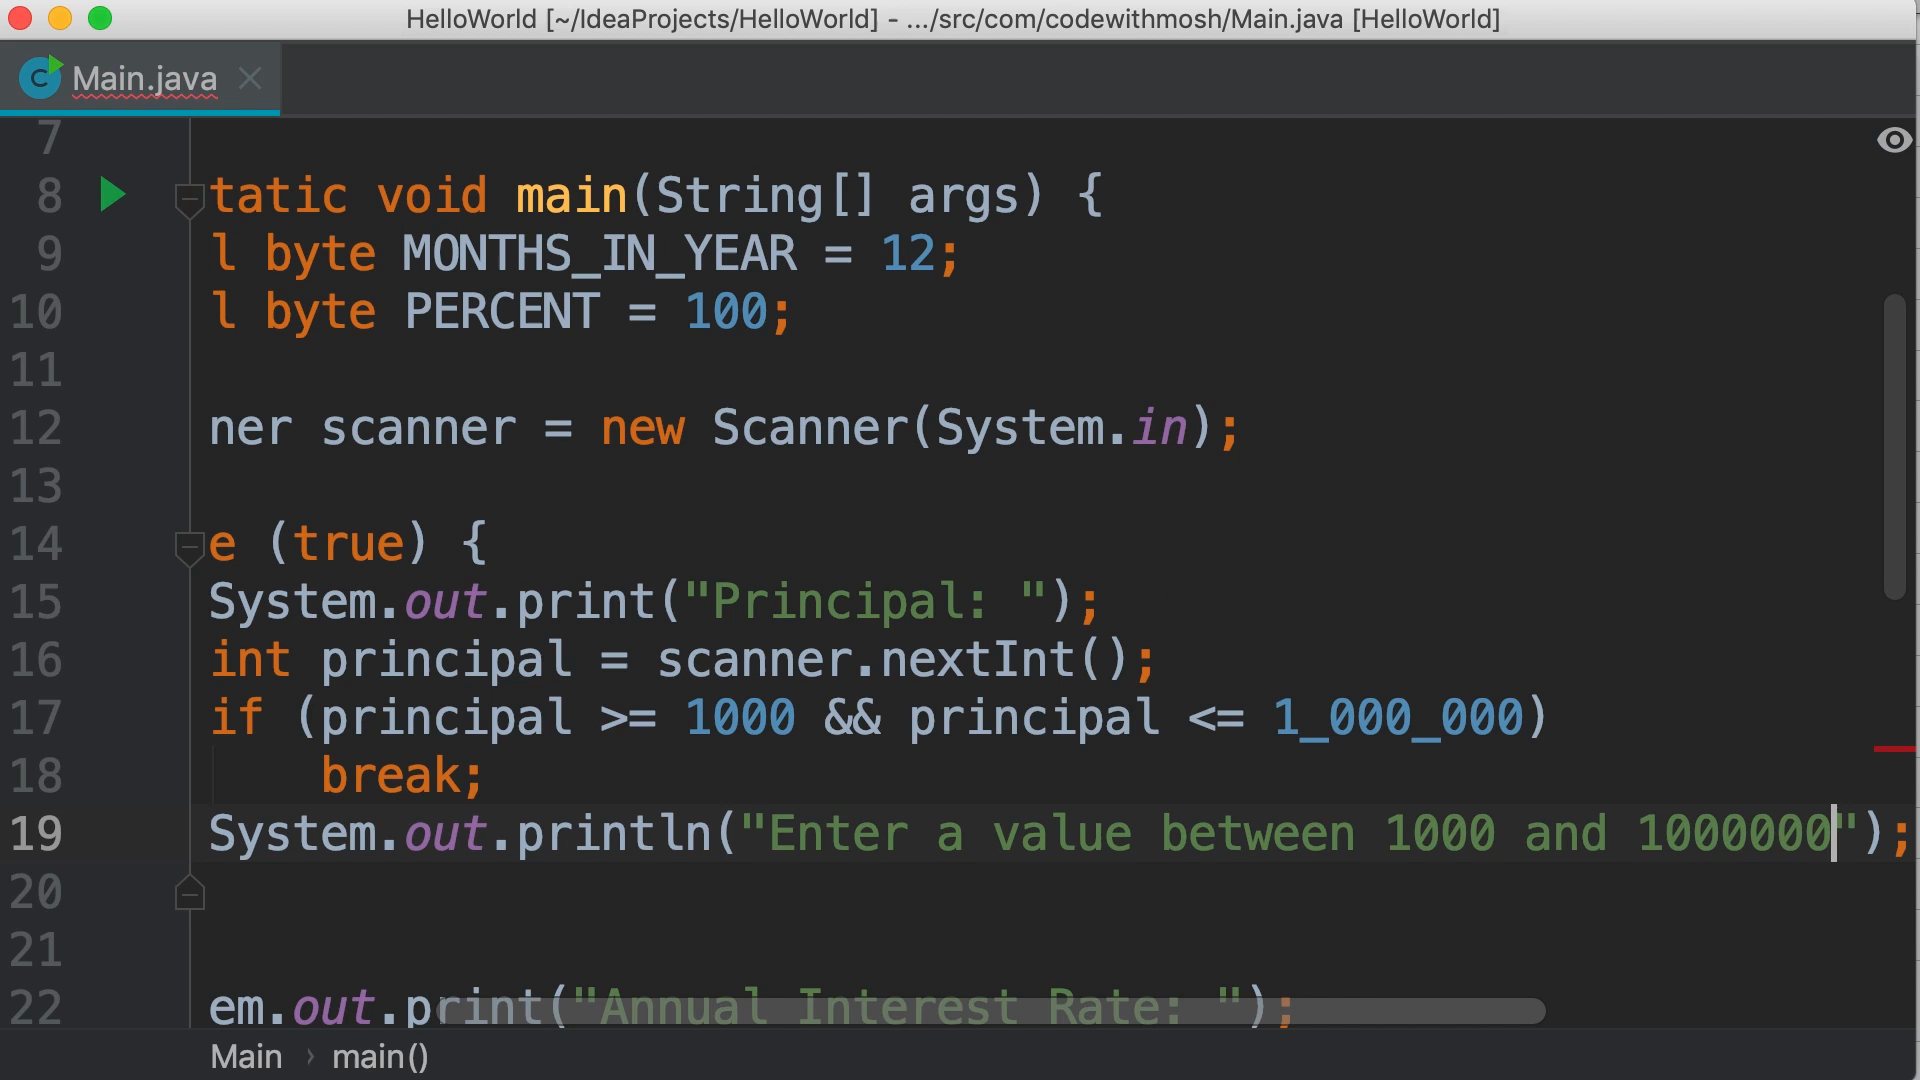 HelloWorld [~/IdeaProjects/HelloWorld] - .../src/com/codewithmosh/Main.java [HelloWorld]
C Main.java
7
8 tatic void main(String[] args) {
9 l byte MONTHS_IN_YEAR = 12;
10 l byte PERCENT = 100;
11
12 ner scanner = new Scanner(System.in);
13
14 e (true) {
15 System.out.print("Principal: ");
16 int principal = scanner.nextInt();
17 if (principal >= 1000 && principal <= 1_000_000)
18 break;
19 System.out.println("Enter a value between 1000 and 1000000");
20
21
22 em.out.print("Annual Interest Rate: ");
Main › main()